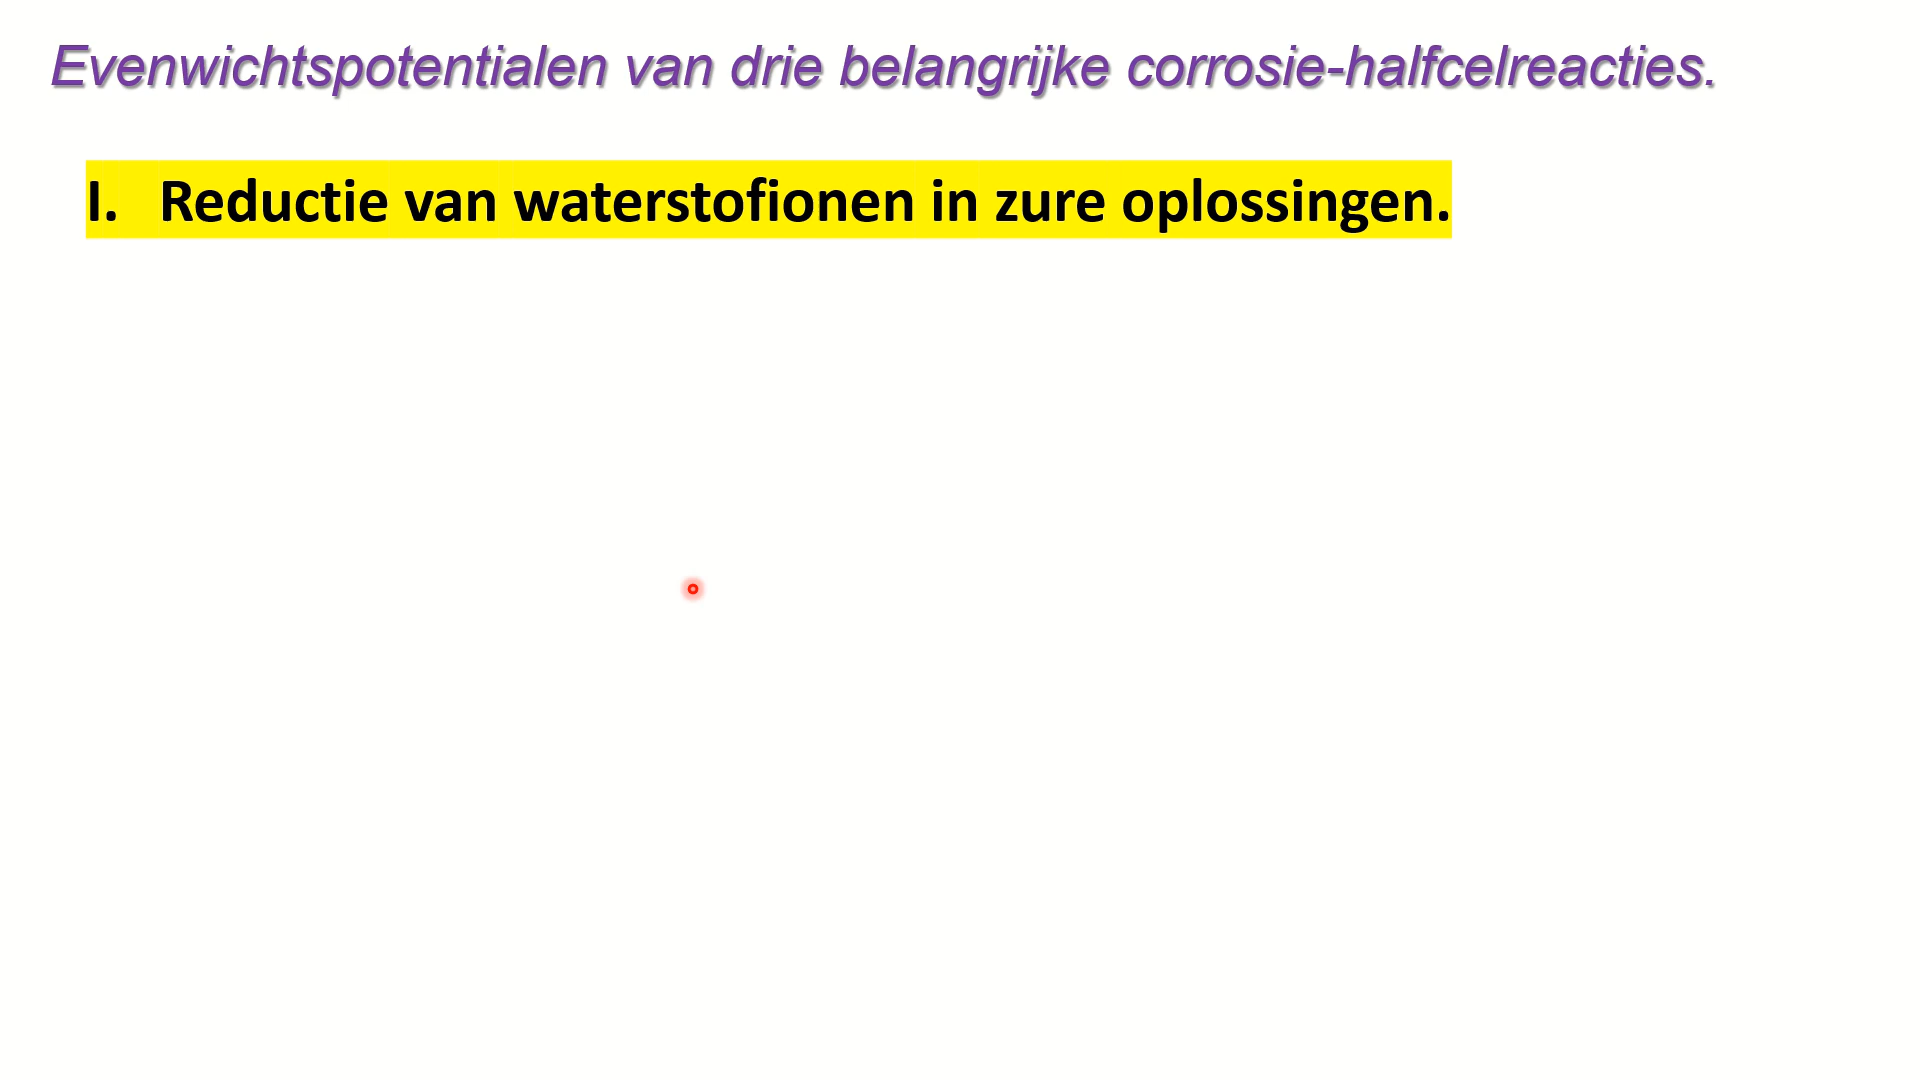 Evenwichtspotentialen van drie belangrijke corrosie-halfcelreacties.
I. Reductie van waterstofionen in zure oplossingen.